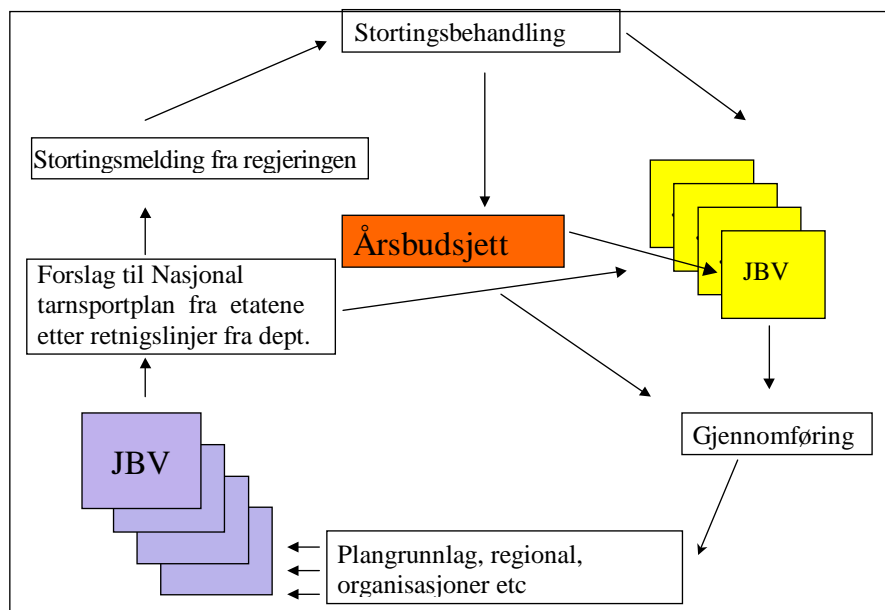 Stortingsbehandling
Stortingsmelding fra regjeringen
Årsbudsjett
JBV
Forslag til Nasjonal
tarnsportplan fra etatene
etter retnigslinjer fra dept.
Gjennomføring
JBV
Plangrunnlag, regional,
organisasjoner etc